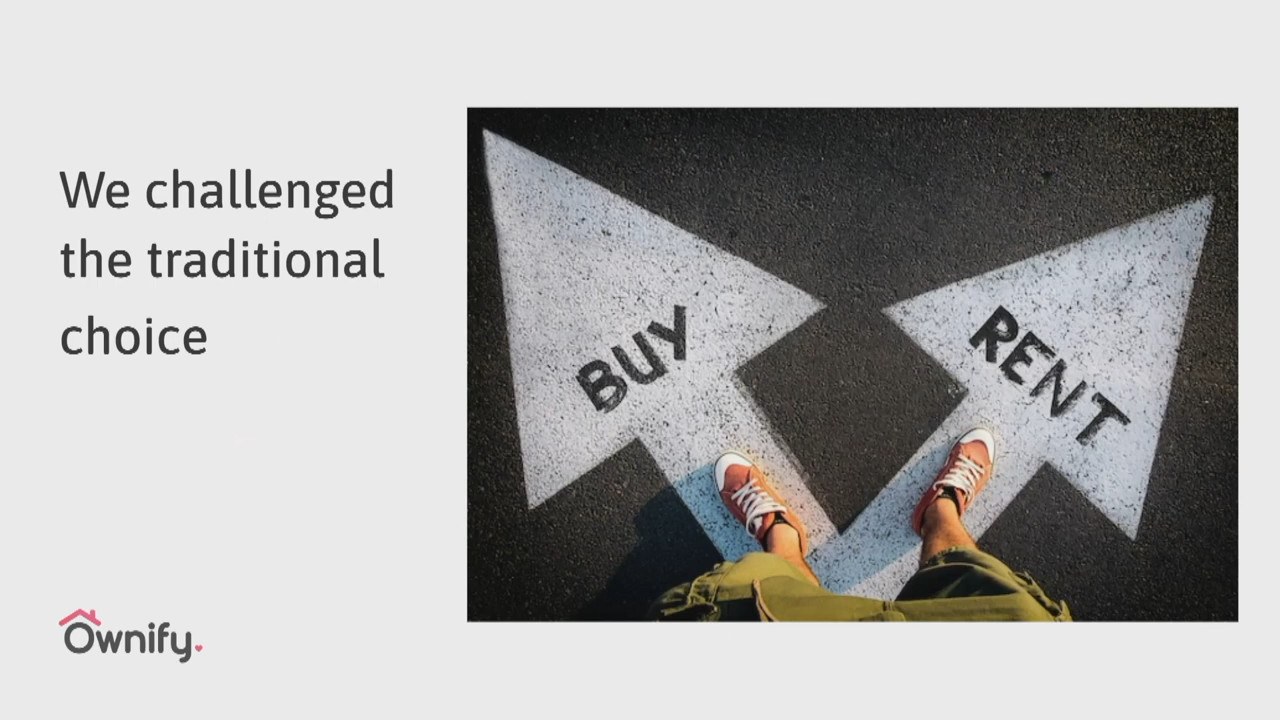 We challenged
the traditional
choice
BUY
RENT
Ownify